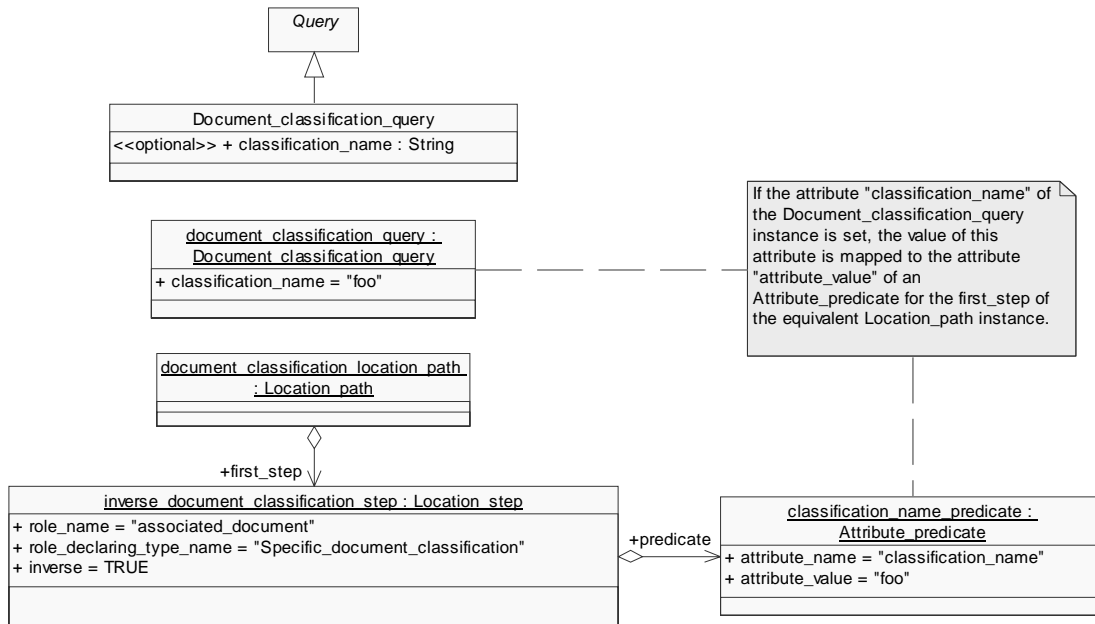 Query
Document_classification_query
<<optional>> + classification_name : String
document_classification_query :
Document_classification_query
+ classification_name = "foo"
If the attribute "classification_name" of
the Document_classification_query
instance is set, the value of this
attribute is mapped to the attribute
"attribute_value" of an
Attribute_predicate for the first_step of
the equivalent Location_path instance.
document_classification_location_path
: Location_path
+first_step
inverse_document_classification_step : Location_step
+ role_name = "associated_document"
+ role_declaring_type_name = "Specific_document_classification"
+ inverse = TRUE
+predicate
classification_name_predicate :
Attribute_predicate
+ attribute_name = "classification_name"
+ attribute_value = "foo"